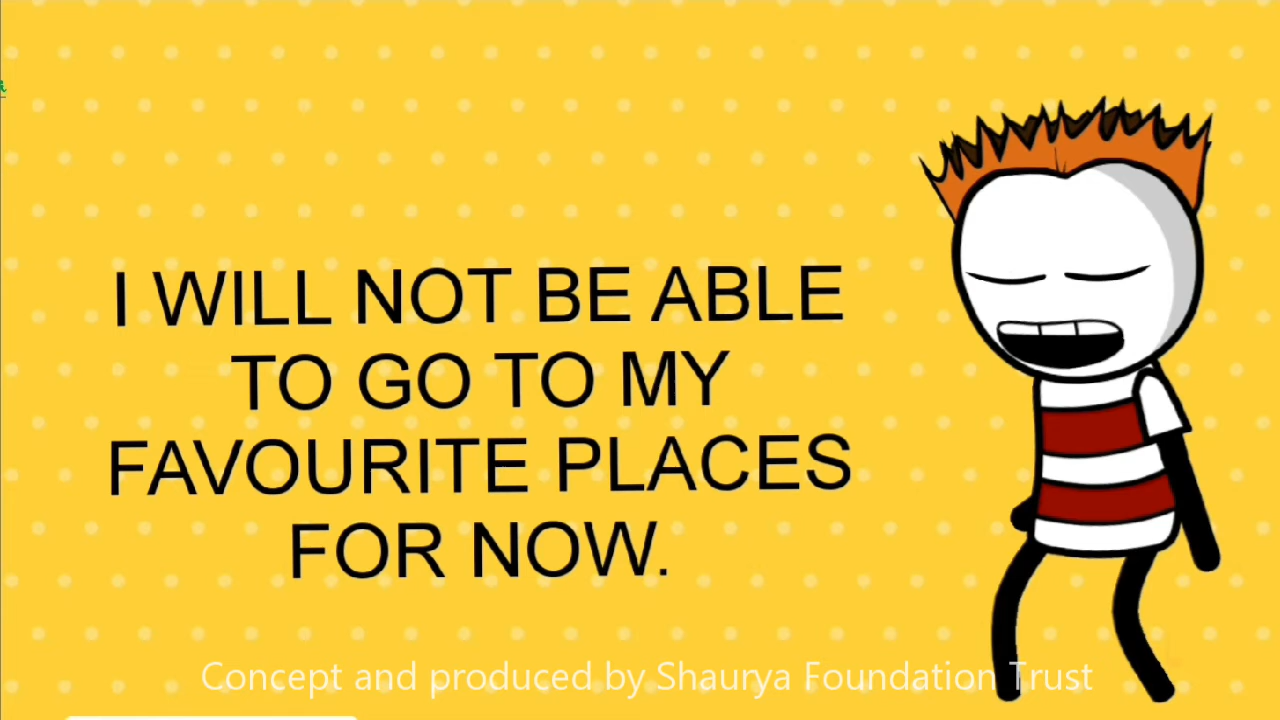 I WILL NOT BE ABLE
TO GO TO MY
FAVOURITE PLACES
FOR NOW.
Concept and produced by Shaurya Foundation Trust